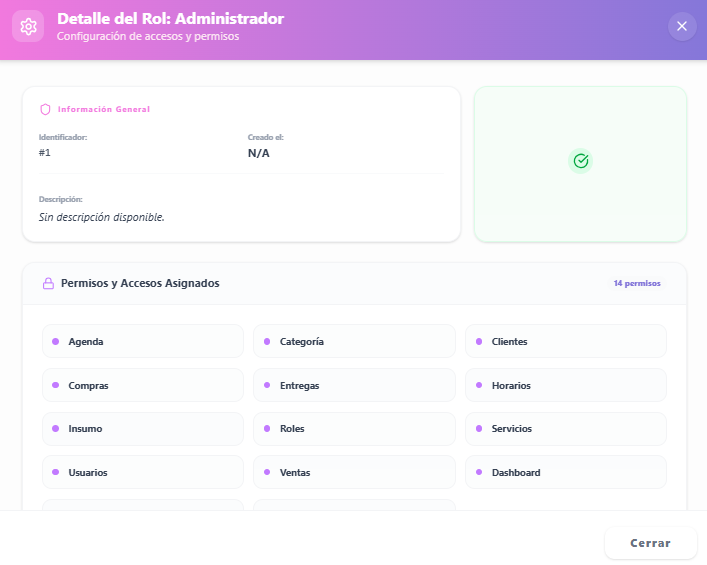 Detalle del Rol: Administrador
Configuración de accesos y permisos
Información General
Identificador: Creado el:
#1 N/A
Descripción:
Sin descripción disponible.
Permisos y Accesos Asignados 14 permisos
Agenda Categoría Clientes
Compras Entregas Horarios
Insumo Roles Servicios
Usuarios Ventas Dashboard
Cerrar